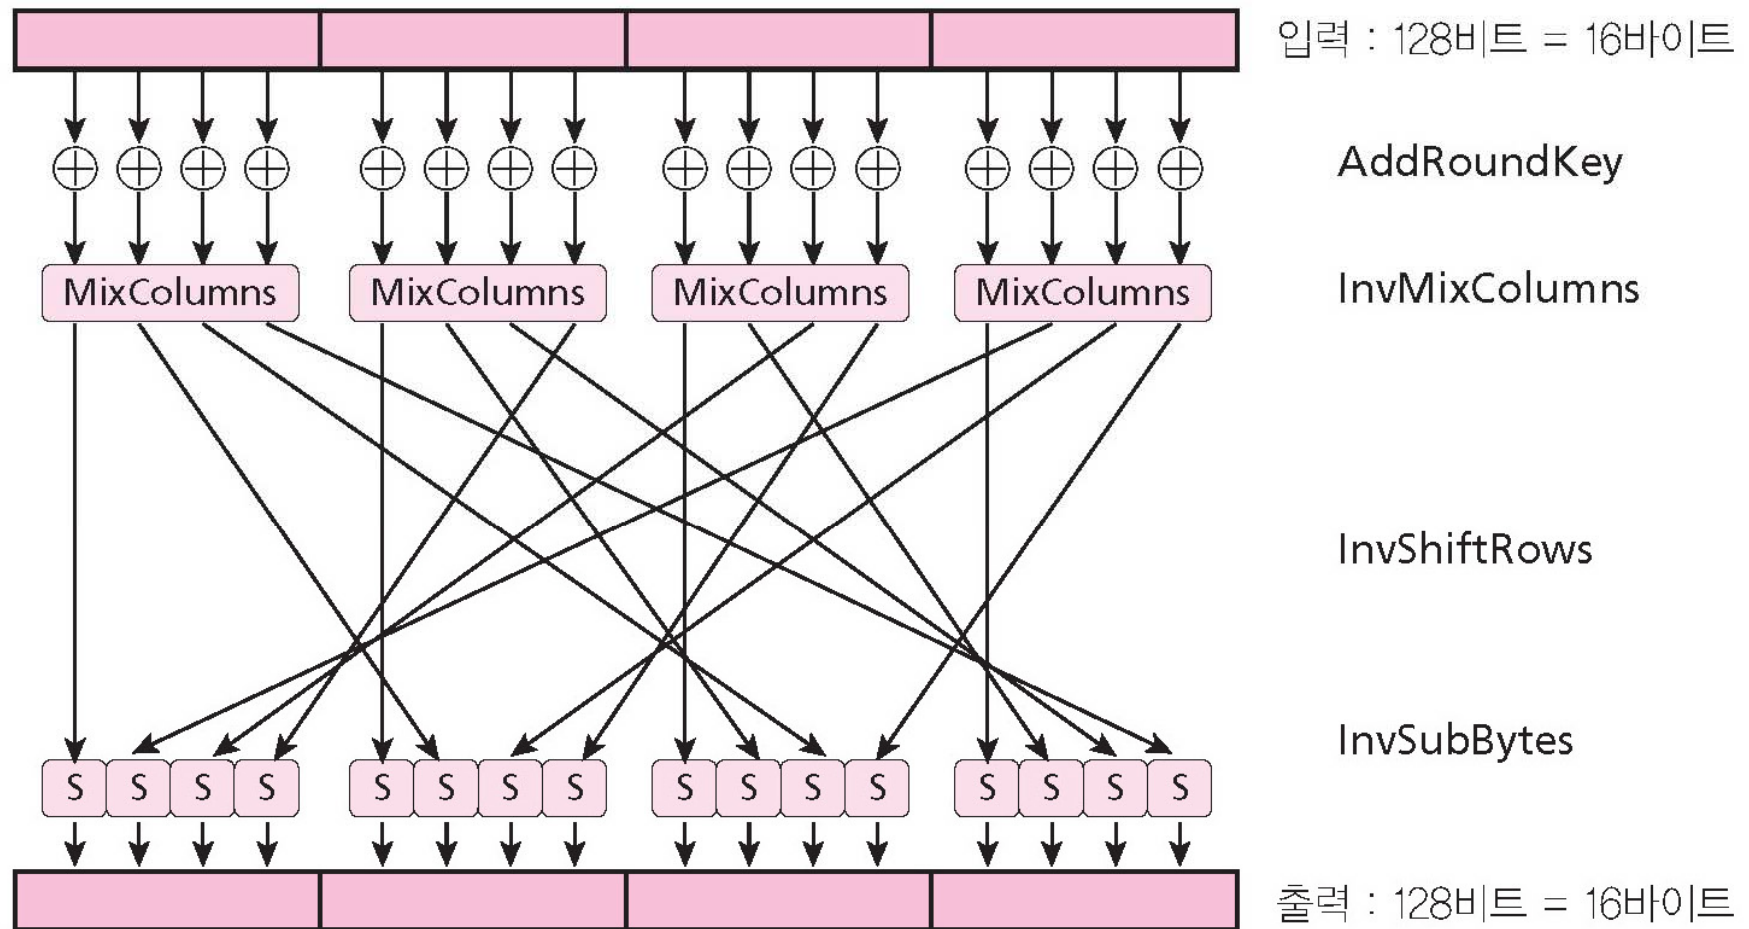 입력 : 128비트 = 16바이트
AddRoundKey
MixColumns MixColumns MixColumns MixColumns InvMixColumns
InvShiftRows
InvSubBytes
S S S S S S S S S S S S S S S S
출력 : 128비트 = 16바이트